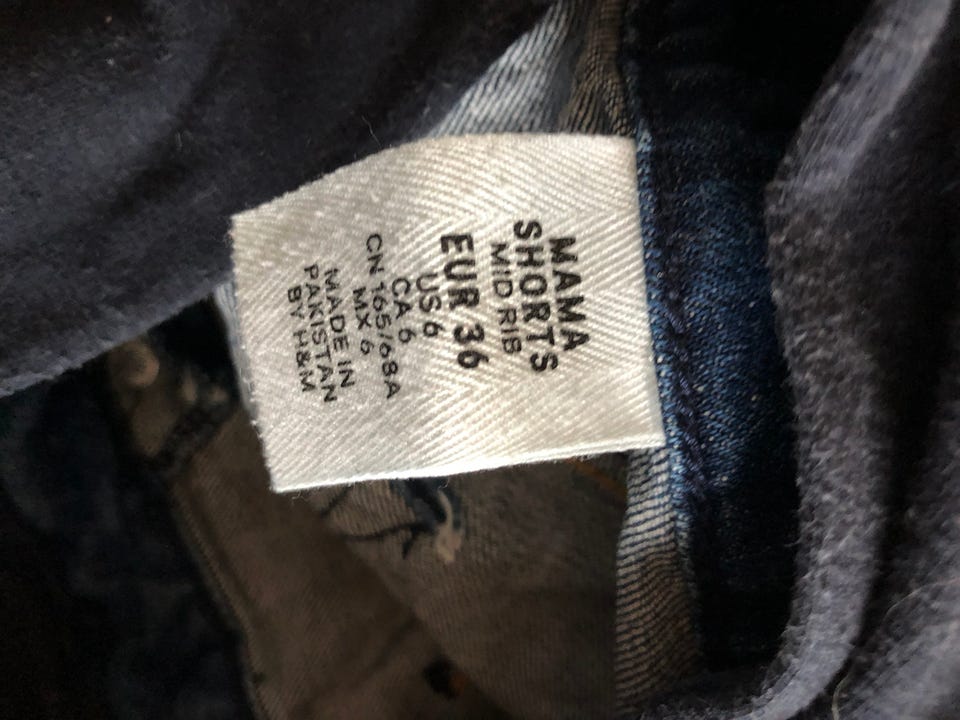 MAMA
SHORTS
MID RIB
EUR 36
US 6
CA 6
MX 6
CN 165/68A
MADE IN
PAKISTAN
BY H&M